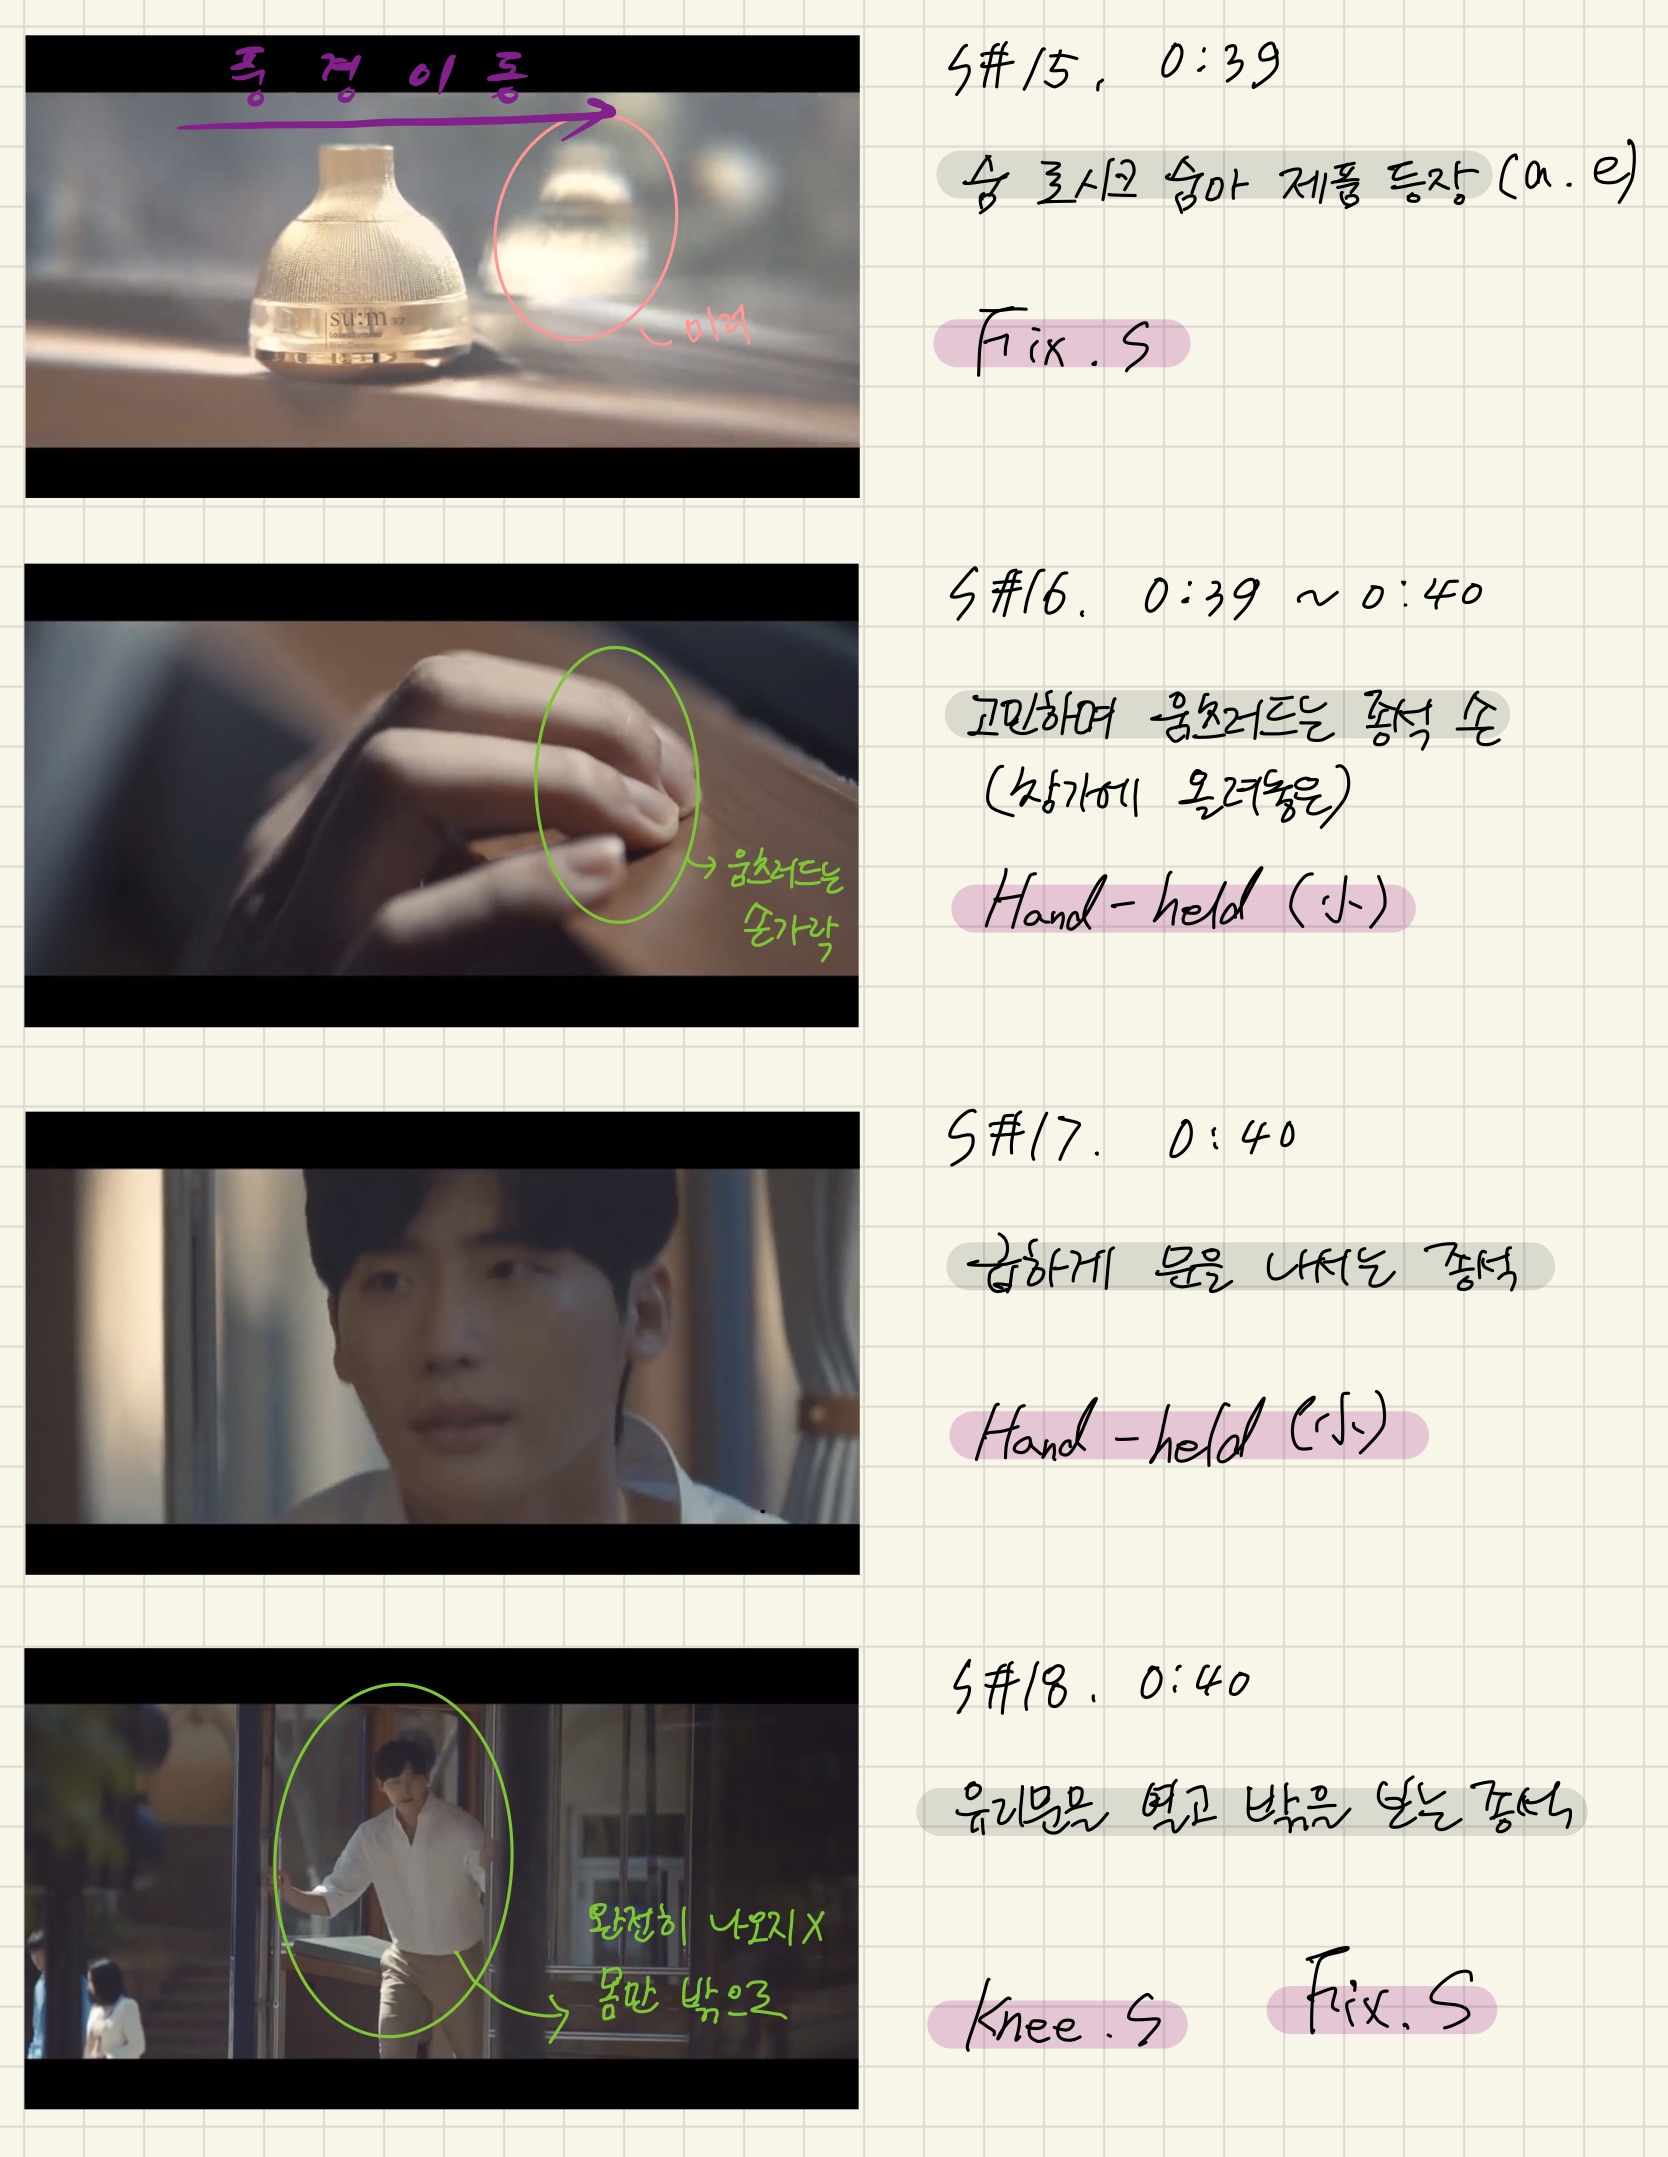 풍경이동
su:m 37
미러
S#15. 0:39
숨 로시크 숨마 제품 등장 (a.e)
Fix.S
움츠러드는
손가락
S#16. 0:39 ~ 0:40
고민하며 움츠러드는 종석 손
(창가에 올려놓은)
Hand-held (小)
S#17. 0:40
급하게 문을 나서는 종석
Hand-held (小)
완전히 나오지X
몸만 밖으로
S#18. 0:40
유리문을 열고 밖을 보는 종석
Knee.S Fix.S